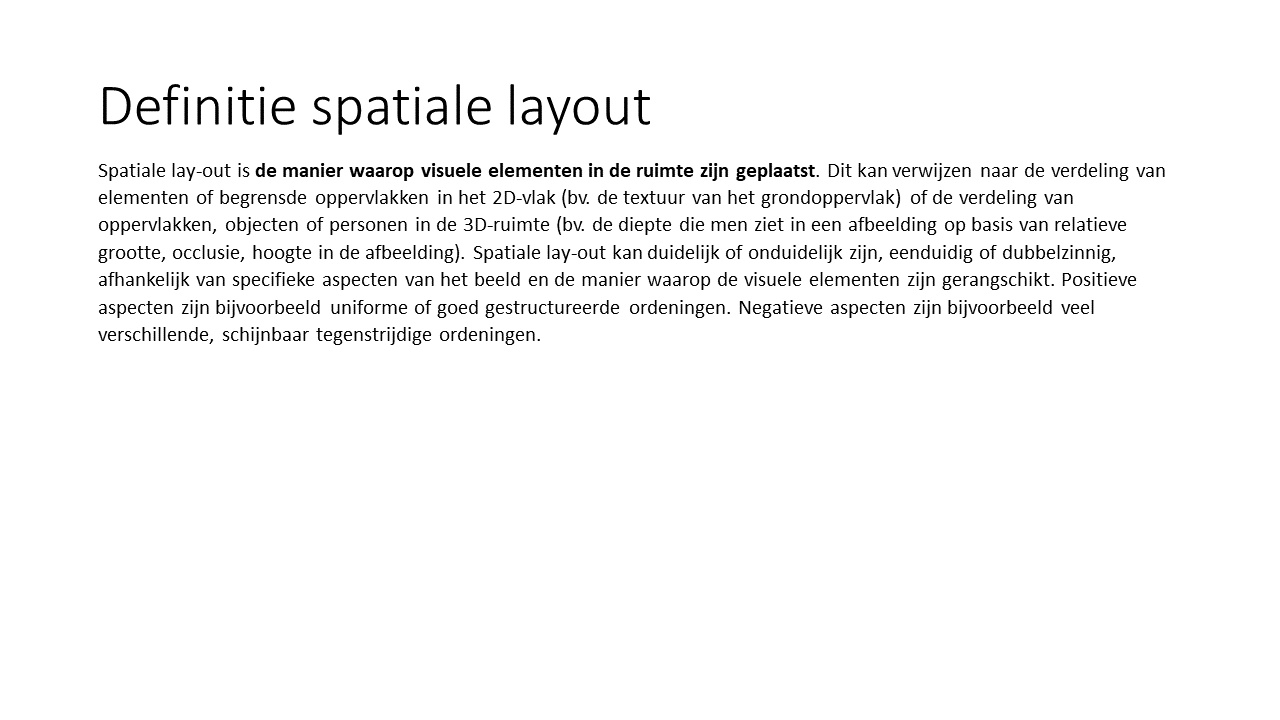 Definitie spatiale layout
Spatiale lay-out is de manier waarop visuele elementen in de ruimte zijn geplaatst. Dit kan verwijzen naar de verdeling van
elementen of begrensde oppervlakken in het 2D-vlak (bv. de textuur van het grondoppervlak) of de verdeling van
oppervlakken, objecten of personen in de 3D-ruimte (bv. de diepte die men ziet in een afbeelding op basis van relatieve
grootte, occlusie, hoogte in de afbeelding). Spatiale lay-out kan duidelijk of onduidelijk zijn, eenduidig of dubbelzinnig,
afhankelijk van specifieke aspecten van het beeld en de manier waarop de visuele elementen zijn gerangschikt. Positieve
aspecten zijn bijvoorbeeld uniforme of goed gestructureerde ordeningen. Negatieve aspecten zijn bijvoorbeeld veel
verschillende, schijnbaar tegenstrijdige ordeningen.